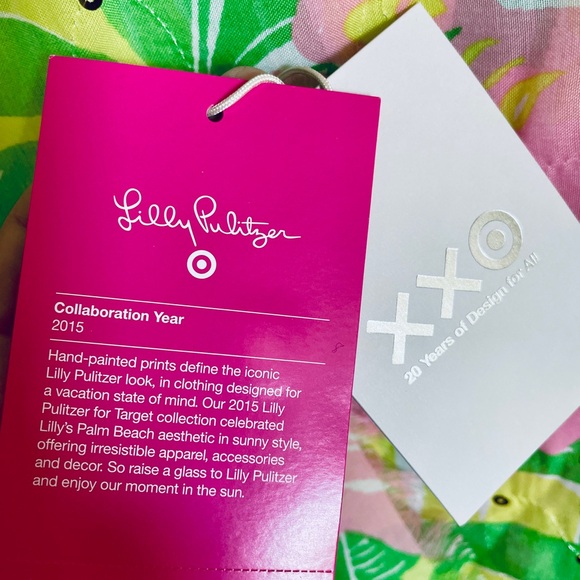 Lilly Pulitzer
Collaboration Year
2015
Hand-painted prints define the iconic
Lilly Pulitzer look, in clothing designed for
a vacation state of mind. Our 2015 Lilly
Pulitzer for Target collection celebrated
Lilly's Palm Beach aesthetic in sunny style,
offering irresistible apparel, accessories
and decor. So raise a glass to Lilly Pulitzer
and enjoy our moment in the sun.
XXO
20 Years of Design for All